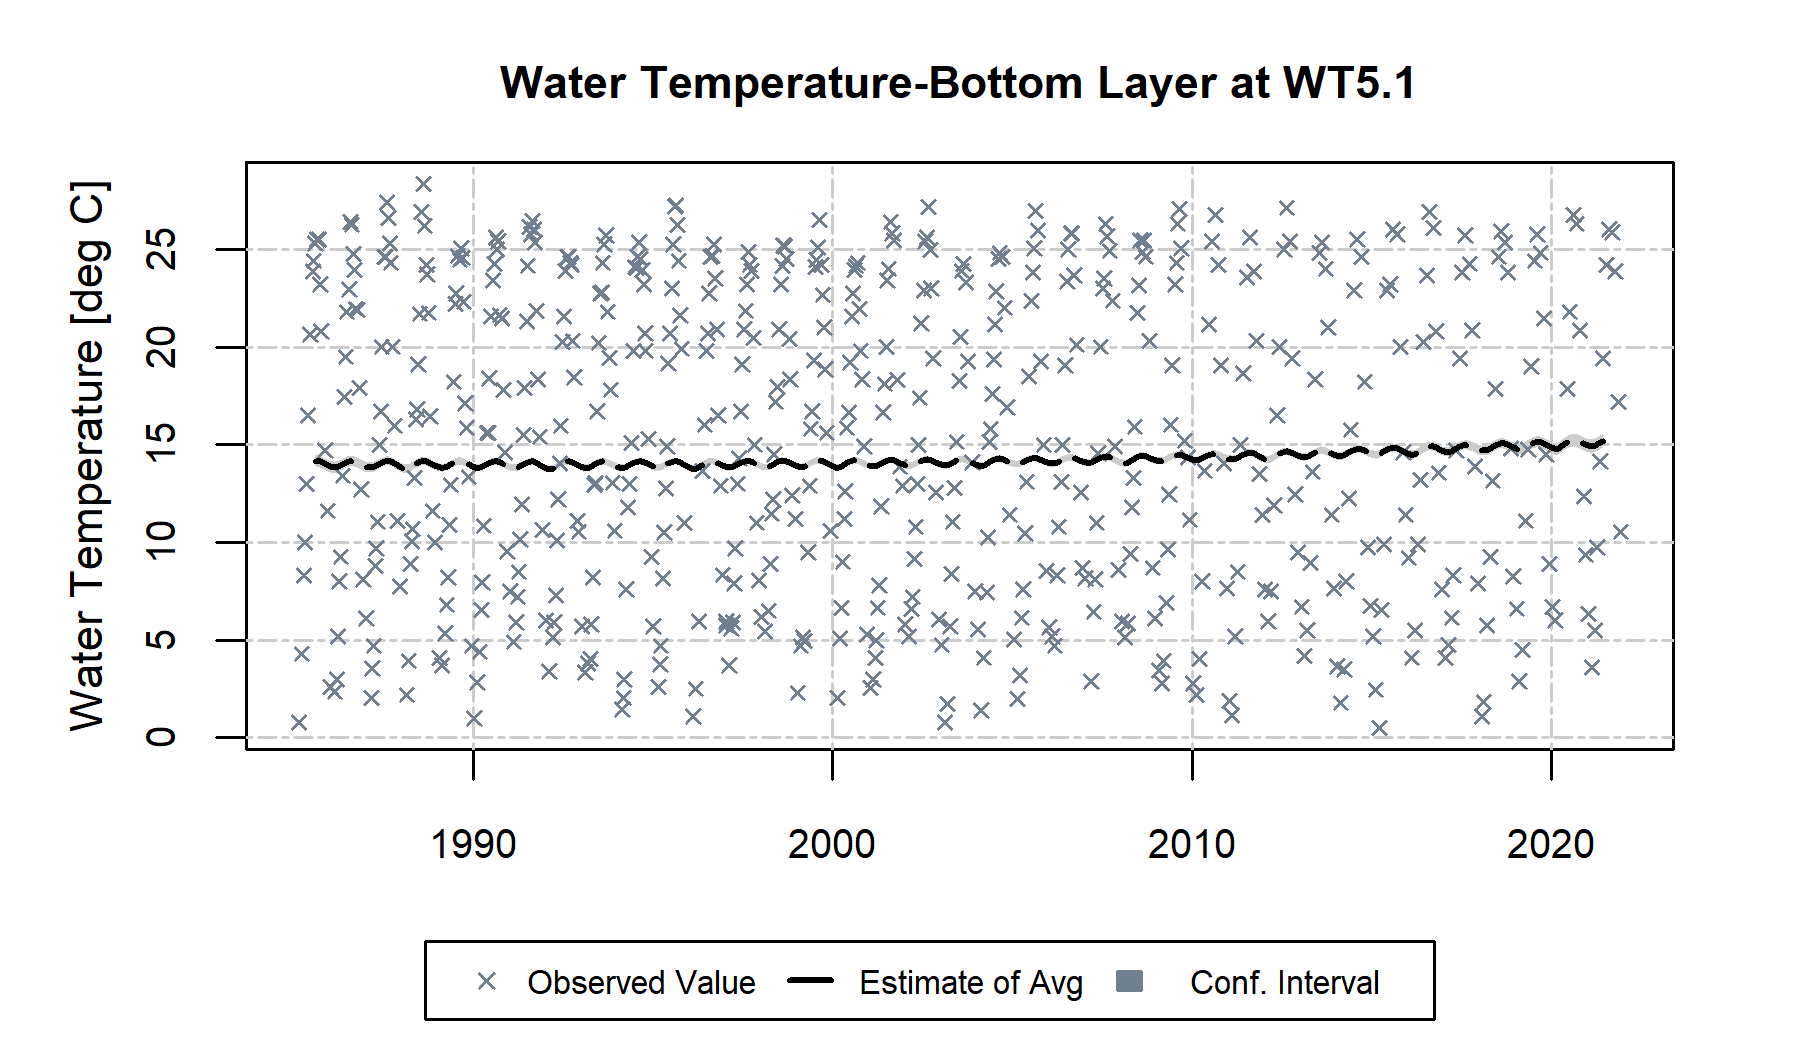 Water Temperature-Bottom Layer at WT5.1
Water Temperature [deg C]
25
20
15
10
5
0
1990 2000 2010 2020
Observed Value Estimate of Avg Conf. Interval